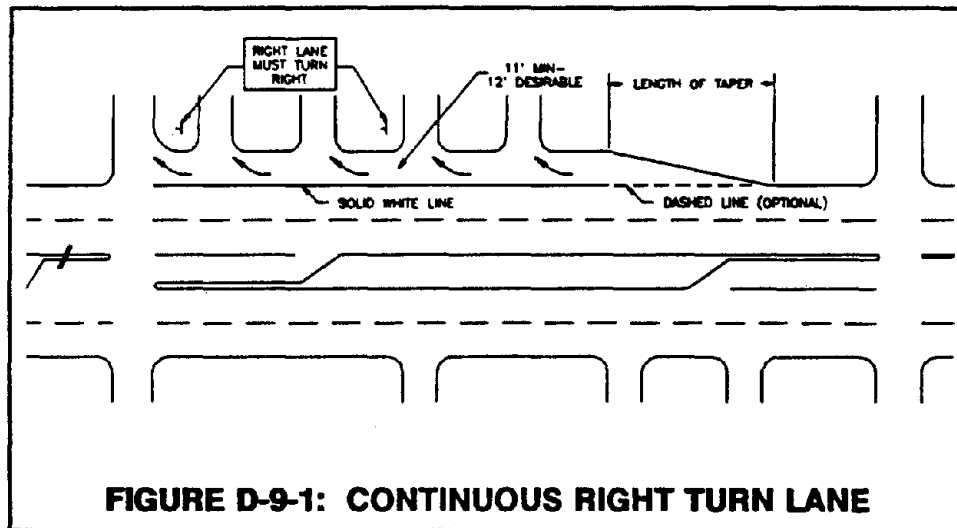 RIGHT LANE
MUST TURN
RIGHT
11' MIN-
12' DESIRABLE
LENGTH OF TAPER
SOLID WHITE LINE
DASHED LINE (OPTIONAL)
FIGURE D-9-1: CONTINUOUS RIGHT TURN LANE